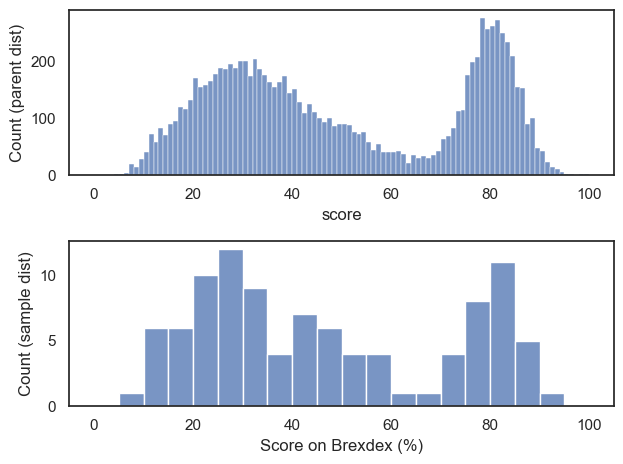 Count (parent dist)
200
100
0
0 20 40 60 80 100
score
Count (sample dist)
10
5
0
0 20 40 60 80 100
Score on Brexdex (%)